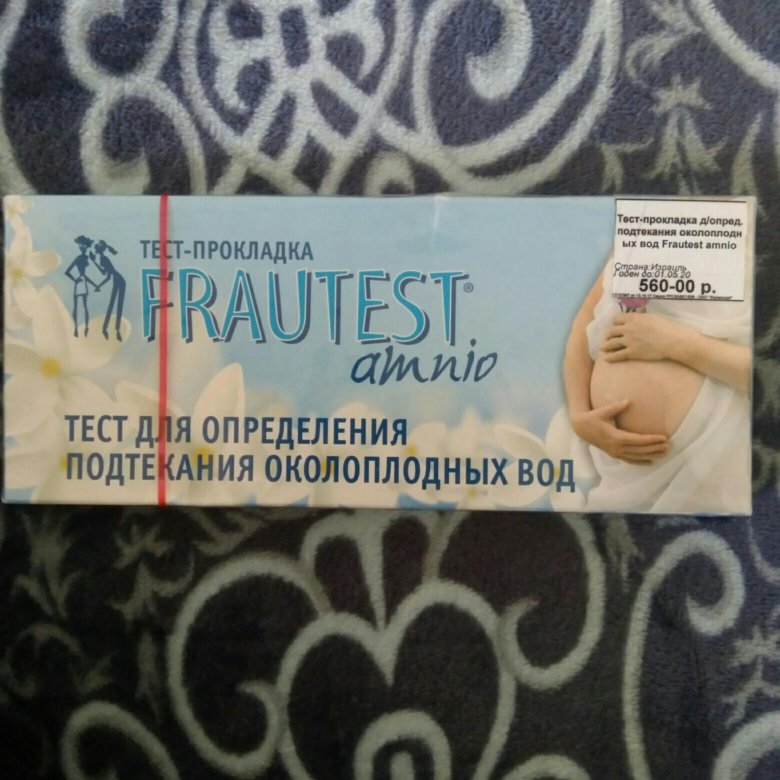 ТЕСТ-ПРОКЛАДКА
FRAUTEST®
amnio
ТЕСТ ДЛЯ ОПРЕДЕЛЕНИЯ
ПОДТЕКАНИЯ ОКОЛОПЛОДНЫХ ВОД
Тест-прокладка д/опред.
подтекания околоплодн
ых вод Frautest amnio
Страна:Израиль
Годен до:01.05.20
560-00 р.